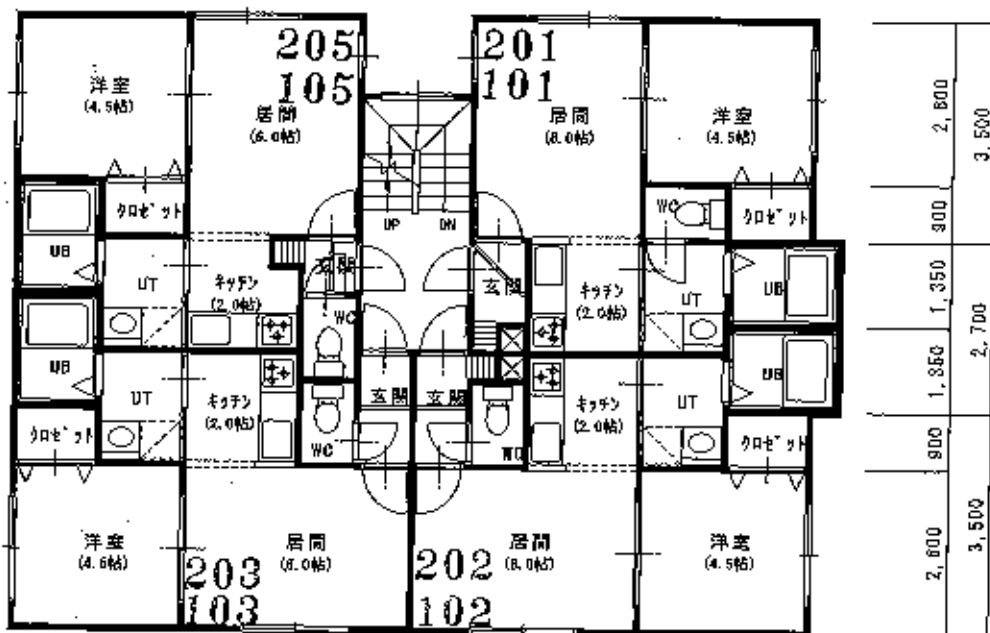 205
105
201
101
洋室
(4.5帖)
居間
(6.0帖)
居間
(8.0帖)
洋室
(4.5帖)
2,600
3,500
クロゼット
UP
DN
WC
クロゼット
900
UB
UT
キッチン
(2.0帖)
玄関
玄関
キッチン
(2.0帖)
UT
UB
1,350
2,700
WC
UB
UT
キッチン
(2.0帖)
玄関
玄関
キッチン
(2.0帖)
UT
UB
1,350
クロゼット
WC
WC
クロゼット
900
洋室
(4.5帖)
居間
(8.0帖)
居間
(8.0帖)
洋室
(4.5帖)
2,600
3,500
203
103
202
102